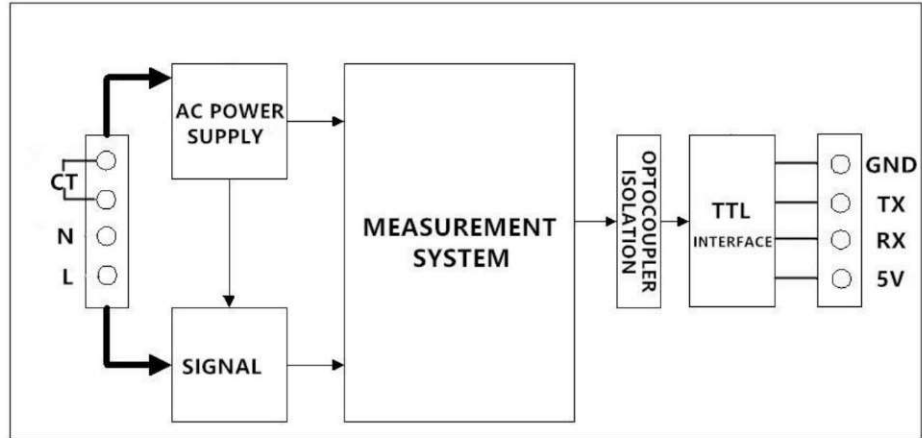 AC POWER
SUPPLY
CT
N
L
SIGNAL
MEASUREMENT
SYSTEM
OPTOCOUPLER
ISOLATION
TTL
INTERFACE
GND
TX
RX
5V